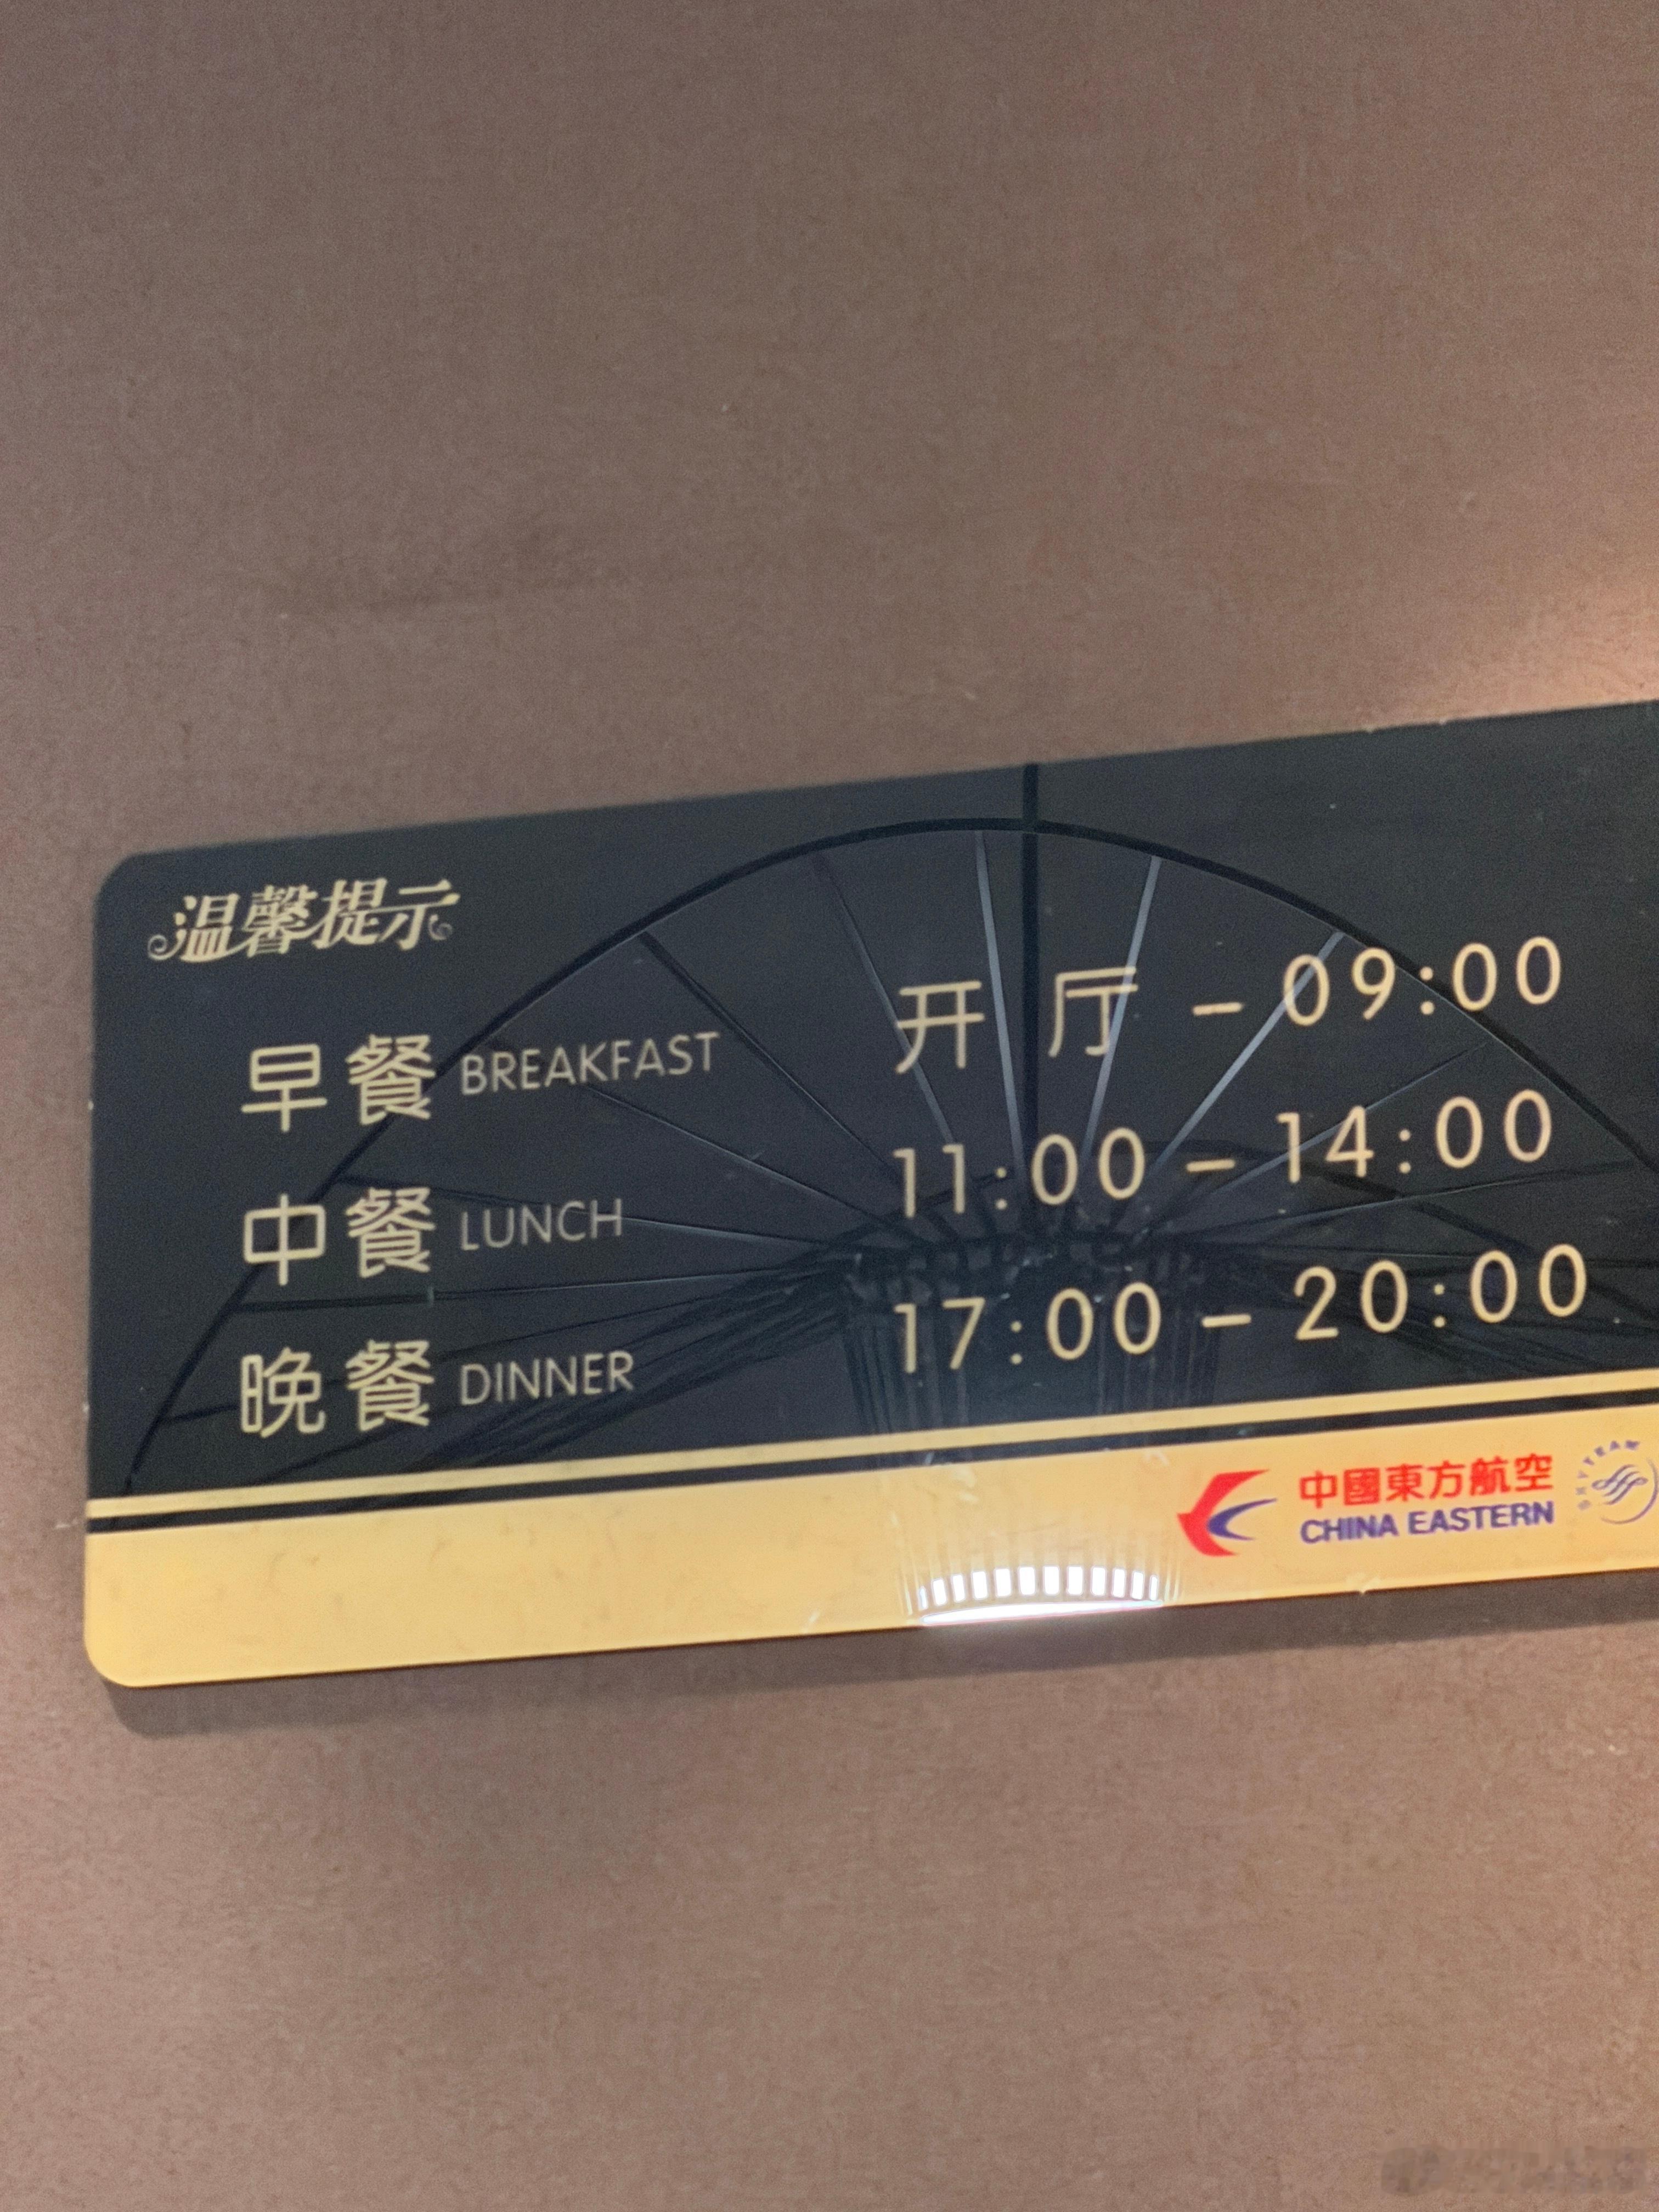 温馨提示
早餐 BREAKFAST 开 厅 – 09:00
中餐 LUNCH 11:00 – 14:00
晚餐 DINNER 17:00 – 20:00
中國東方航空
CHINA EASTERN
SKYTEAM